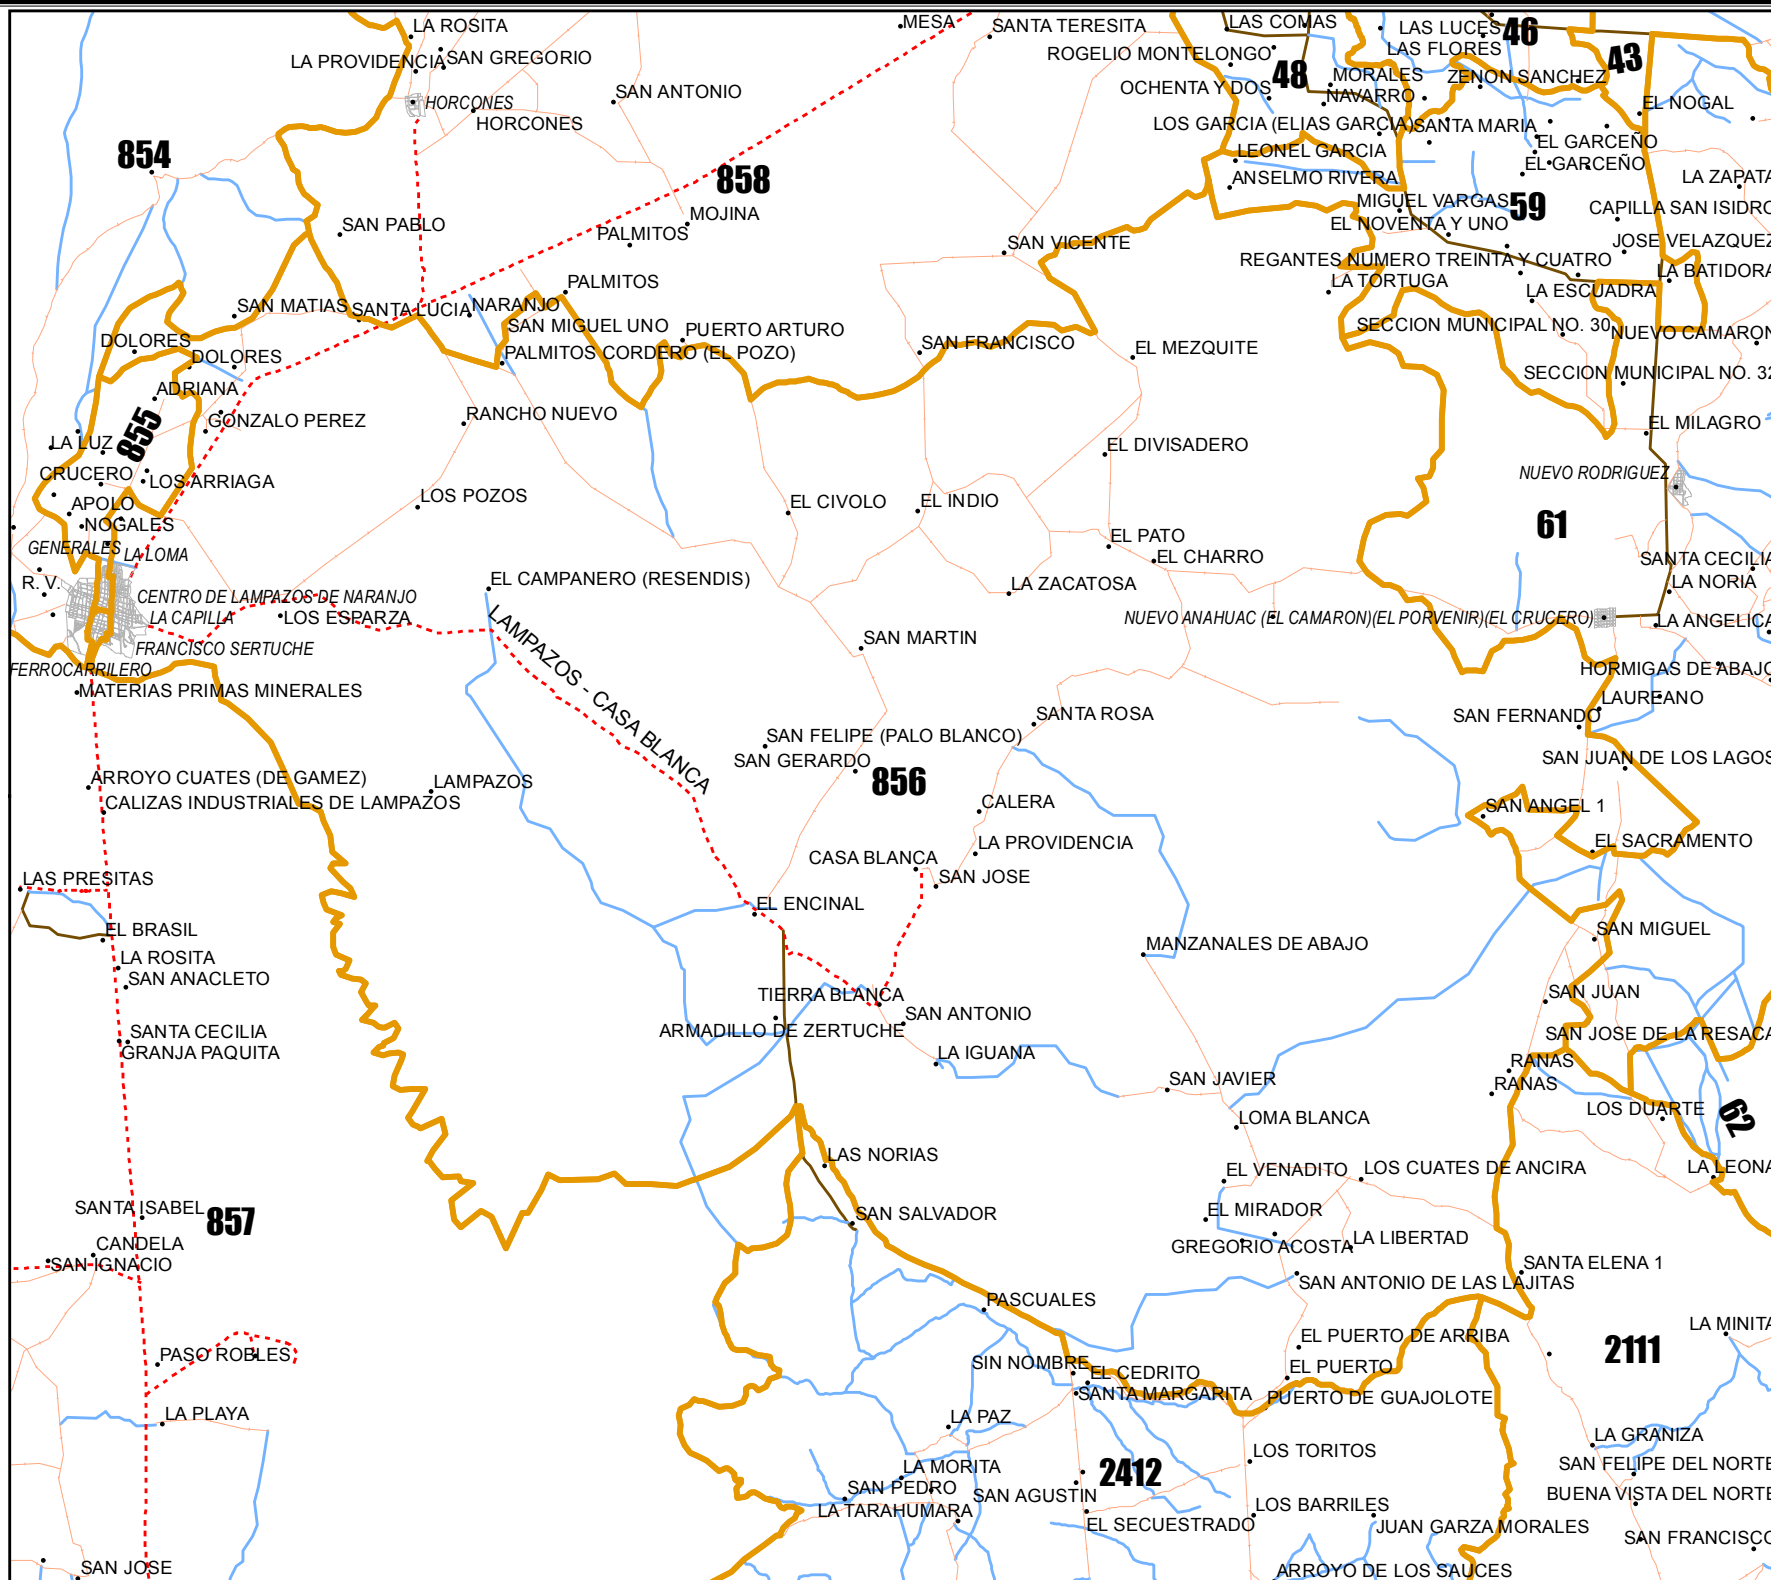 LA ROSITA
MESA
SANTA TERESITA
LAS COMAS
LAS LUCES
46
LAS FLORES
LA PROVIDENCIA
SAN GREGORIO
ROGELIO MONTELONGO
43
48
MORALES
ZENON SANCHEZ
OCHENTA Y DOS
NAVARRO
HORCONES
SAN ANTONIO
EL NOGAL
HORCONES
LOS GARCIA (ELIAS GARCIA)
SANTA MARIA
EL GARCEÑO
854
LEONEL GARCIA
EL GARCEÑO
858
ANSELMO RIVERA
LA ZAPATA
MIGUEL VARGAS
59
CAPILLA SAN ISIDRO
MOJINA
SAN PABLO
PALMITOS
EL NOVENTA Y UNO
SAN VICENTE
JOSE VELAZQUEZ
REGANTES NUMERO TREINTA Y CUATRO
LA BATIDORA
PALMITOS
LA TORTUGA
LA ESCUADRA
SAN MATIAS
SANTA LUCIA
NARANJO
SAN MIGUEL UNO
PUERTO ARTURO
SECCION MUNICIPAL NO. 30
NUEVO CAMARON
DOLORES
DOLORES
PALMITOS CORDERO (EL POZO)
SAN FRANCISCO
EL MEZQUITE
SECCION MUNICIPAL NO. 32
ADRIANA
855
GONZALO PEREZ
RANCHO NUEVO
EL MILAGRO
LA LUZ
EL DIVISADERO
CRUCERO
LOS ARRIAGA
NUEVO RODRIGUEZ
APOLO
LOS POZOS
EL CIVOLO
EL INDIO
NOGALES
61
GENERALES
LA LOMA
EL PATO
EL CHARRO
SANTA CECILIA
R. V.
EL CAMPANERO (RESENDIS)
LA ZACATOSA
LA NORIA
CENTRO DE LAMPAZOS DE NARANJO
LA CAPILLA
LOS ESPARZA
NUEVO ANAHUAC (EL CAMARON)(EL PORVENIR)(EL CRUCERO)
LA ANGELICA
FRANCISCO SERTUCHE
SAN MARTIN
FERROCARRILERO
HORMIGAS DE ABAJO
MATERIAS PRIMAS MINERALES
LAMPAZOS - CASA BLANCA
LAUREANO
SANTA ROSA
SAN FERNANDO
SAN FELIPE (PALO BLANCO)
SAN GERARDO
SAN JUAN DE LOS LAGOS
856
ARROYO CUATES (DE GAMEZ)
LAMPAZOS
CALIZAS INDUSTRIALES DE LAMPAZOS
CALERA
SAN ANGEL 1
LA PROVIDENCIA
EL SACRAMENTO
CASA BLANCA
SAN JOSE
LAS PRESITAS
EL ENCINAL
EL BRASIL
SAN MIGUEL
MANZANALES DE ABAJO
LA ROSITA
SAN ANACLETO
TIERRA BLANCA
SAN JUAN
SAN ANTONIO
SANTA CECILIA
ARMADILLO DE ZERTUCHE
SAN JOSE DE LA RESACA
GRANJA PAQUITA
LA IGUANA
RANAS
SAN JAVIER
RANAS
LOS DUARTE
62
LOMA BLANCA
LAS NORIAS
EL VENADITO
LOS CUATES DE ANCIRA
LA LEONA
SANTA ISABEL
857
SAN SALVADOR
EL MIRADOR
CANDELA
GREGORIO ACOSTA
LA LIBERTAD
SAN IGNACIO
SANTA ELENA 1
SAN ANTONIO DE LAS LAJITAS
PASCUALES
LA MINITA
EL PUERTO DE ARRIBA
2111
PASO ROBLES
SIN NOMBRE
EL CEDRITO
EL PUERTO
SANTA MARGARITA
PUERTO DE GUAJOLOTE
LA PLAYA
LA PAZ
LA GRANIZA
LOS TORITOS
LA MORITA
2412
SAN FELIPE DEL NORTE
SAN PEDRO
SAN AGUSTIN
BUENA VISTA DEL NORTE
LA TARAHUMARA
LOS BARRILES
EL SECUESTRADO
JUAN GARZA MORALES
SAN FRANCISCO
SAN JOSE
ARROYO DE LOS SAUCES